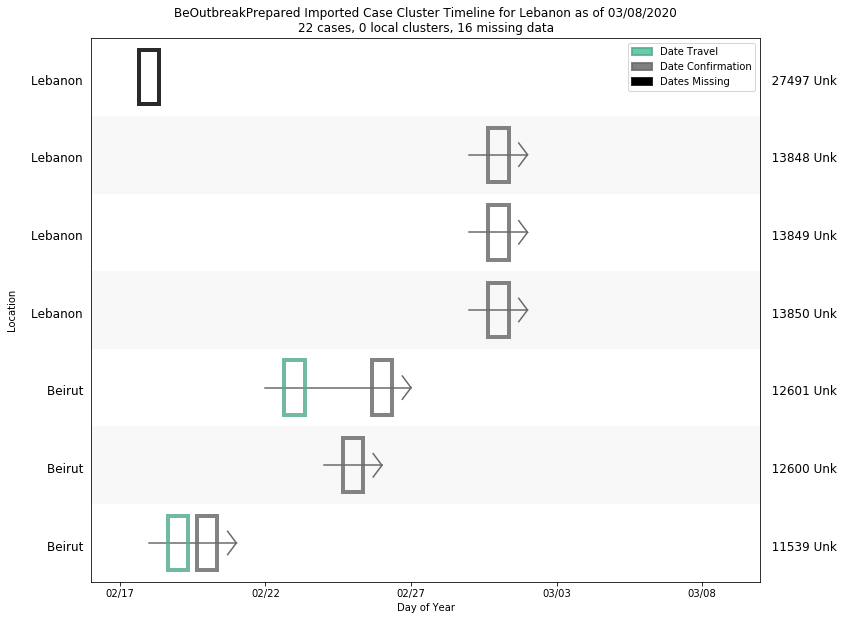 BeOutbreakPrepared Imported Case Cluster Timeline for Lebanon as of 03/08/2020
22 cases, 0 local clusters, 16 missing data
Date Travel
Date Confirmation
Dates Missing
Lebanon
27497 Unk
Lebanon
13848 Unk
Lebanon
13849 Unk
Lebanon
13850 Unk
Beirut
12601 Unk
Beirut
12600 Unk
Beirut
11539 Unk
Location
02/17
02/22
02/27
03/03
03/08
Day of Year